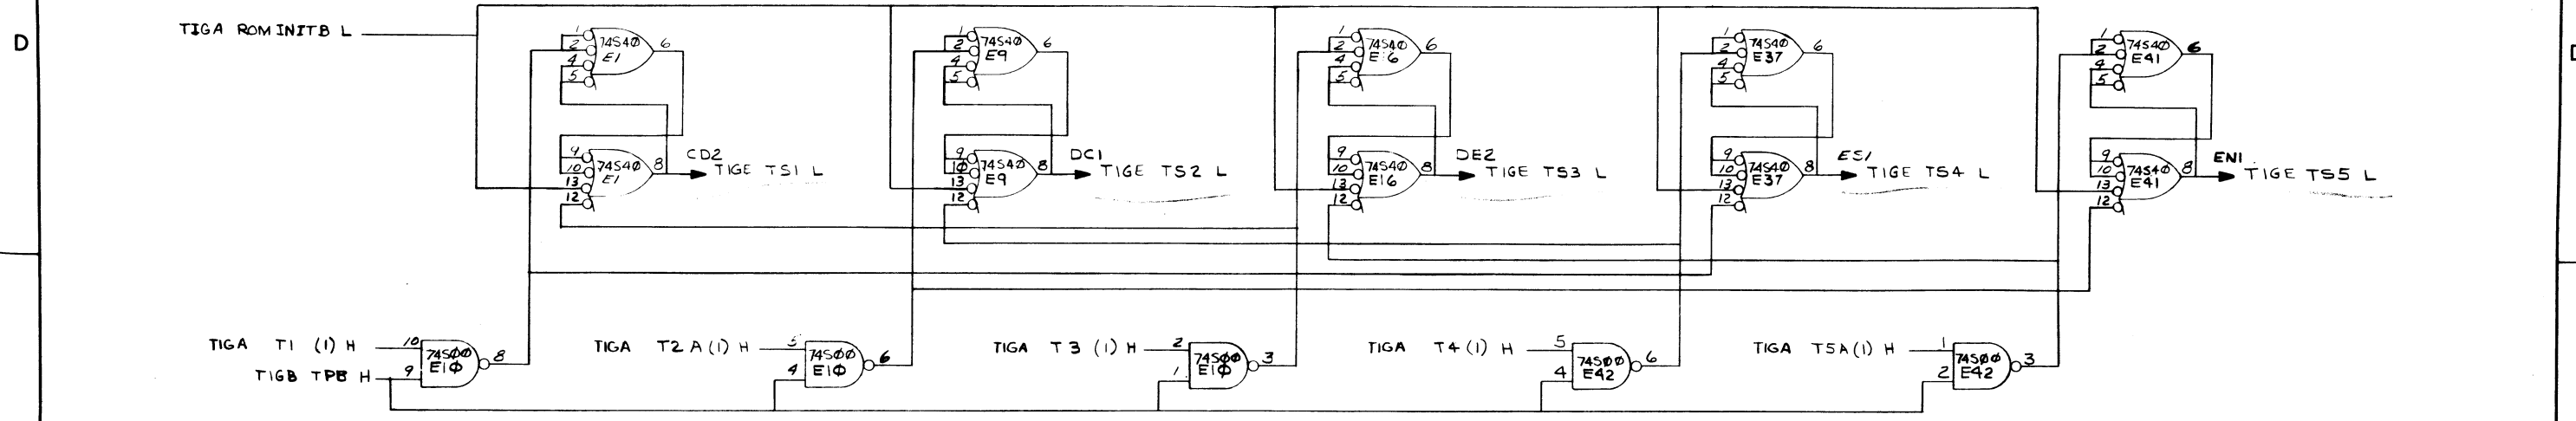 D
TIGA ROM INITB L
1 2 4 5 74S40 E1 6
1 2 4 5 74S40 E9 6
1 2 4 5 74S40 E16 6
1 2 4 5 74S40 E37 6
1 2 4 5 74S40 E41 6
9 10 13 12 74S40 E1 8 CD2 TIGE TS1 L
9 10 13 12 74S40 E9 8 DC1 TIGE TS2 L
9 10 13 12 74S40 E16 8 DE2 TIGE TS3 L
9 10 13 12 74S40 E37 8 ES1 TIGE TS4 L
9 10 13 12 74S40 E41 8 EN1 TIGE TS5 L
TIGA T1 (1) H 10
TIGB TPB H 9
74S00 E10 8
TIGA T2A(1) H 5
4 74S00 E10 6
TIGA T3 (1) H 2
1 74S00 E10 3
TIGA T4(1) H 5
4 74S00 E42 6
TIGA T5A(1) H 1
2 74S00 E42 3